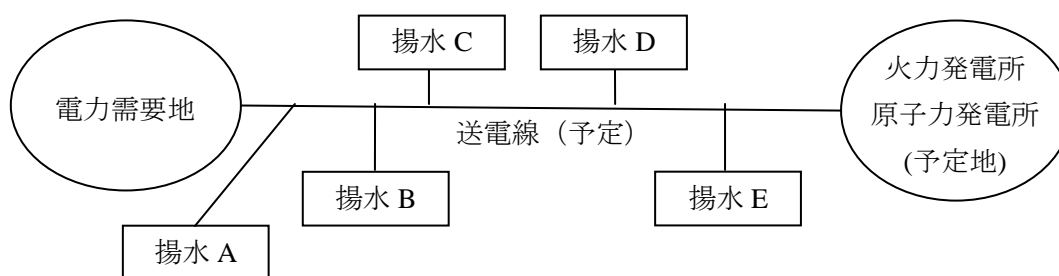 揚水 C
揚水 D
電力需要地
火力発電所
原子力発電所
(予定地)
送電線（予定）
揚水 B
揚水 E
揚水 A